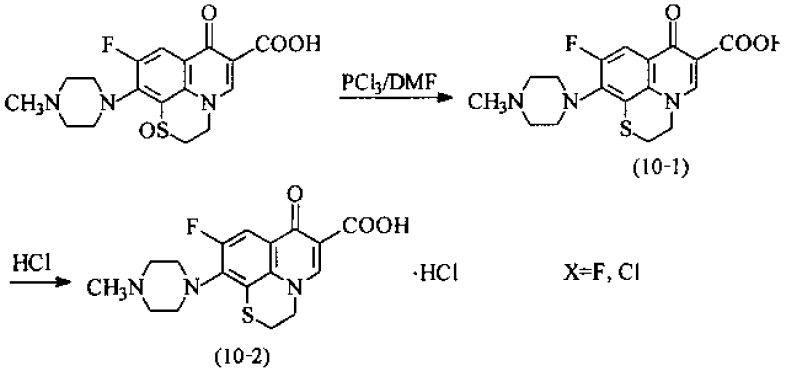 O
F
COOH
CH₃N
N
N
OS
PCl₃/DMF
O
F
COOH
CH₃N
N
N
S
(10-1)
HCl
O
F
COOH
CH₃N
N
N
S
·HCl
X=F, Cl
(10-2)